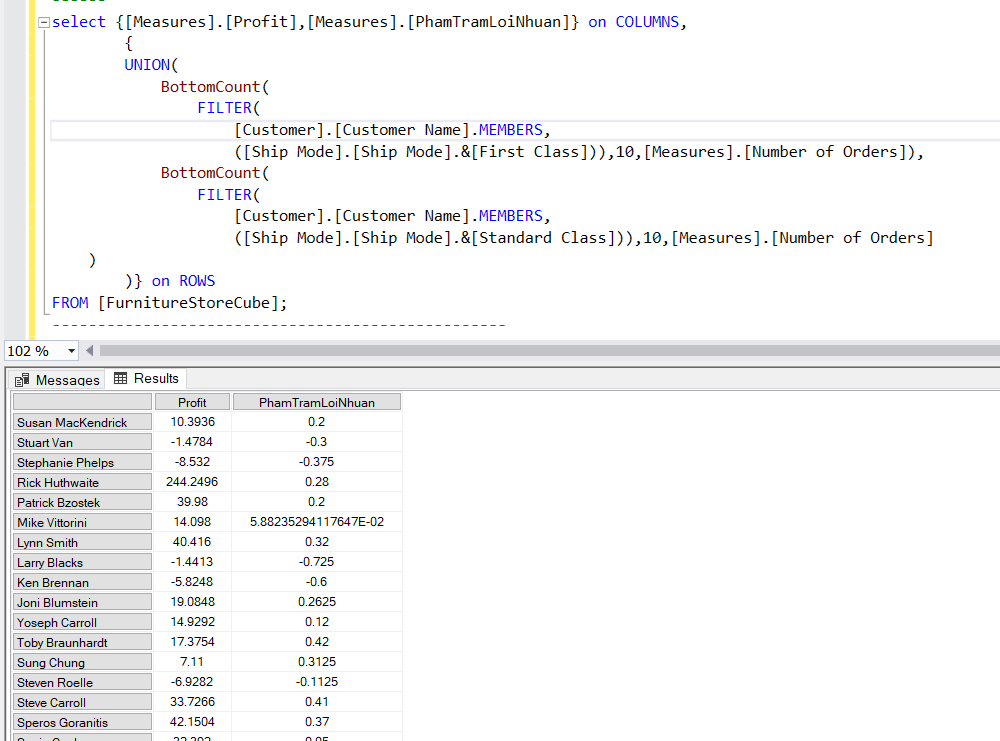 select {[Measures].[Profit],[Measures].[PhamTramLoiNhuan]} on COLUMNS,
{
UNION(
BottomCount(
FILTER(
[Customer].[Customer Name].MEMBERS,
([Ship Mode].[Ship Mode].&[First Class])),10,[Measures].[Number of Orders]),
BottomCount(
FILTER(
[Customer].[Customer Name].MEMBERS,
([Ship Mode].[Ship Mode].&[Standard Class])),10,[Measures].[Number of Orders]
)
)} on ROWS
FROM [FurnitureStoreCube];
--------------------------------------------------
102 %
Messages Results
Profit PhamTramLoiNhuan
Susan MacKendrick 10.3936 0.2
Stuart Van -1.4784 -0.3
Stephanie Phelps -8.532 -0.375
Rick Huthwaite 244.2496 0.28
Patrick Bzostek 39.98 0.2
Mike Vittorini 14.098 5.88235294117647E-02
Lynn Smith 40.416 0.32
Larry Blacks -1.4413 -0.725
Ken Brennan -5.8248 -0.6
Joni Blumstein 19.0848 0.2625
Yoseph Carroll 14.9292 0.12
Toby Braunhardt 17.3754 0.42
Sung Chung 7.11 0.3125
Steven Roelle -6.9282 -0.1125
Steve Carroll 33.7266 0.41
Speros Goranitis 42.1504 0.37